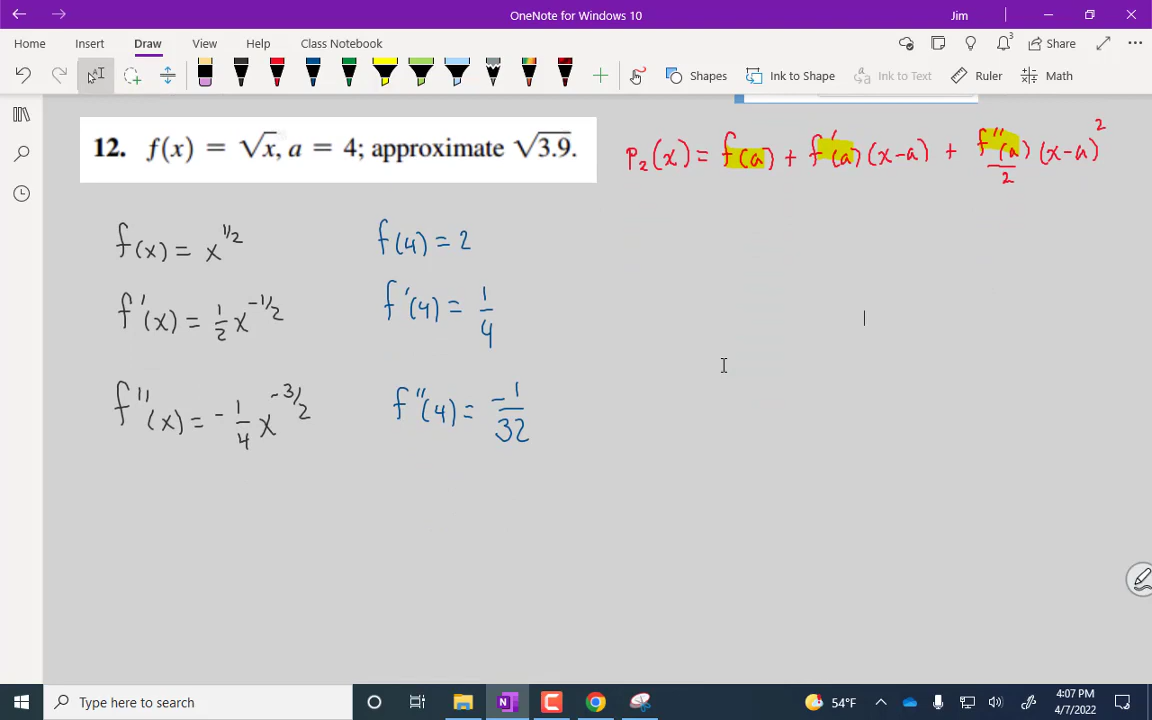 OneNote for Windows 10
Jim
Home Insert Draw View Help Class Notebook
Share
Shapes Ink to Shape Ink to Text Ruler Math
12. f(x) = √x, a = 4; approximate √3.9.
P₂(x) = f(a) + f'(a)(x-a) + f''(a)/2 (x-a)²
f(x) = x^1/2
f(4) = 2
f'(x) = 1/2 x^-1/2
f'(4) = 1/4
f''(x) = -1/4 x^-3/2
f''(4) = -1/32
Type here to search
54°F
4:07 PM
4/7/2022